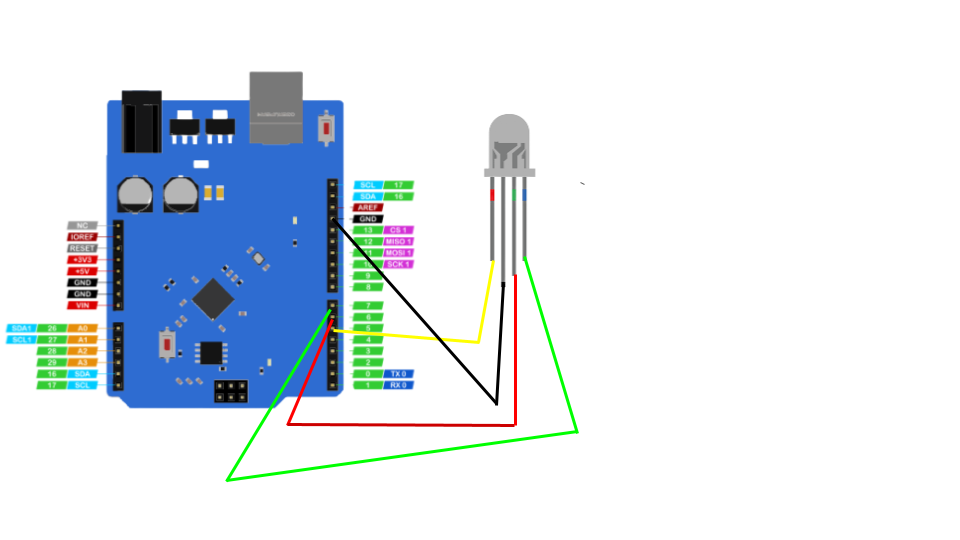 SCL 17
SDA 16
AREF
GND
13 CS 1
12 MISO 1
11 MOSI 1
SCK 1
9
8
7
6
5
4
3
2
0 TX 0
1 RX 0
NC
IOREF
RESET
+3V3
+5V
GND
GND
VIN
SDA1 26 A0
SCL1 27 A1
28 A2
29 A3
16 SDA
17 SCL